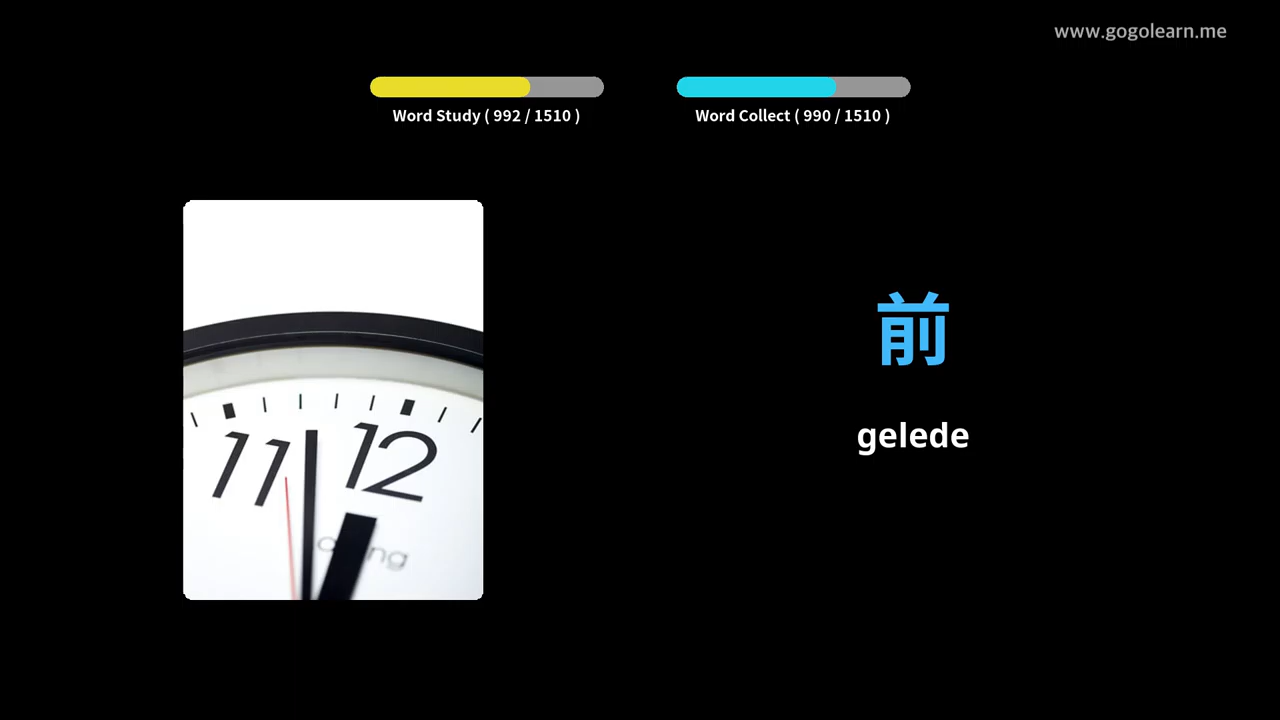 www.gogolearn.me
Word Study ( 992 / 1510 )
Word Collect ( 990 / 1510 )
前
gelede
11
12